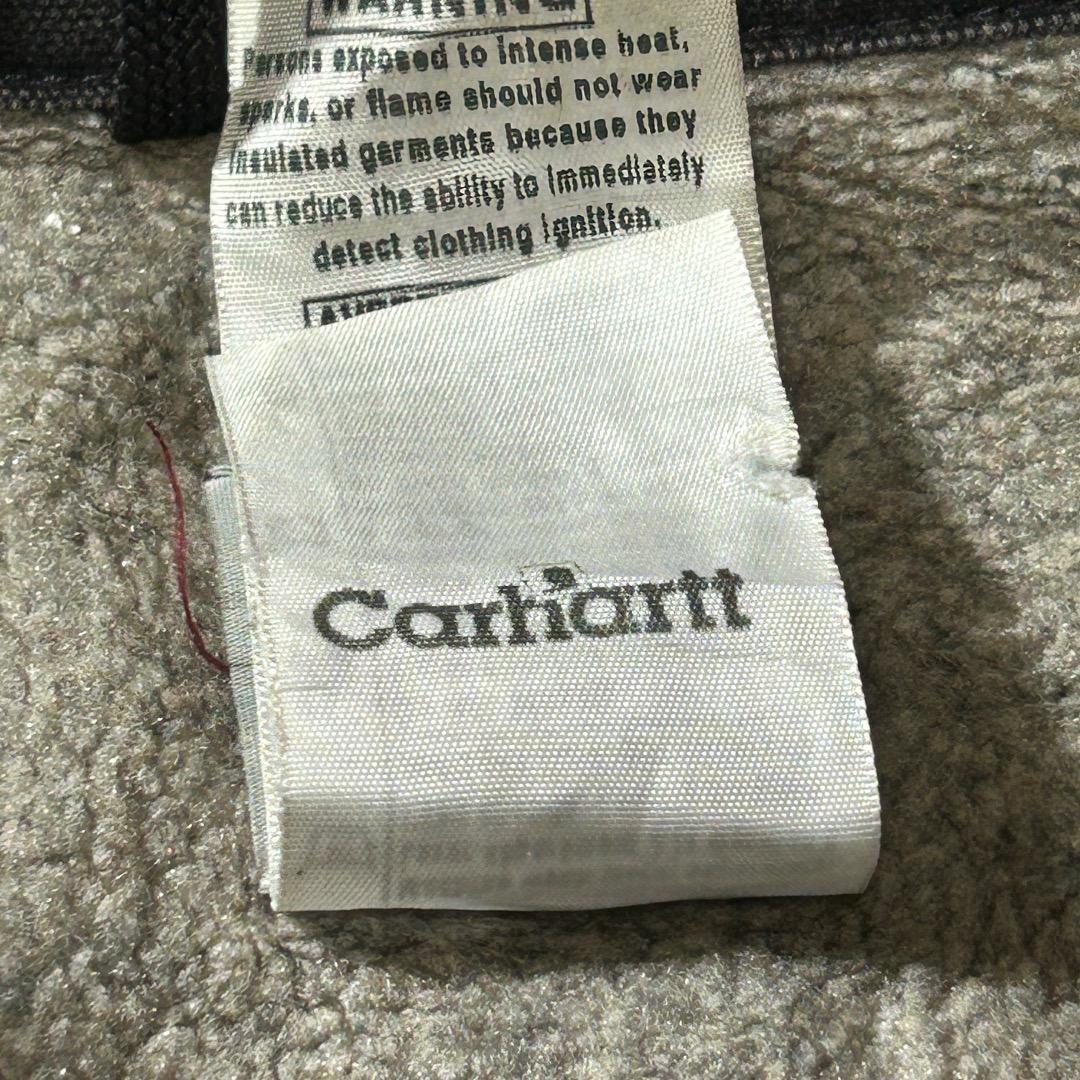 WARNING
Persons exposed to intense heat,
sparks, or flame should not wear
insulated garments because they
can reduce the ability to immediately
detect clothing ignition.
Carhartt